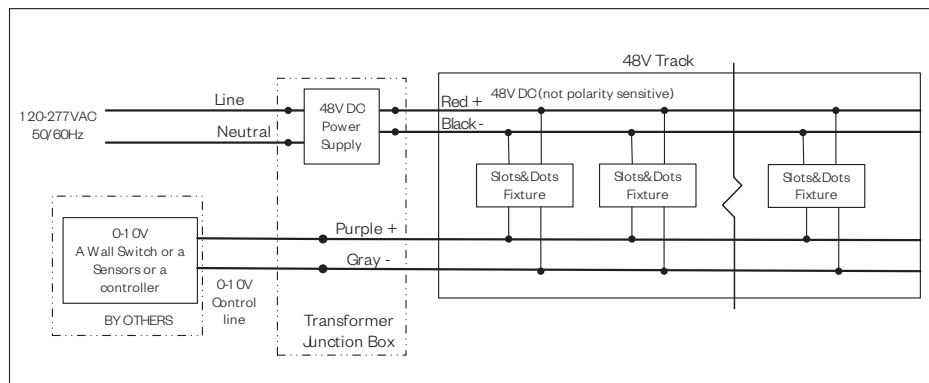 48V Track
Line
48V DC
Power
Supply
Red +
48V DC (not polarity sensitive)
120-277VAC
50/60Hz
Neutral
Black -
Slots&Dots
Fixture
Slots&Dots
Fixture
Slots&Dots
Fixture
0-10V
A Wall Switch or a
Sensors or a
controller
BY OTHERS
Purple +
Gray -
0-10V
Control
line
Transformer
Junction Box